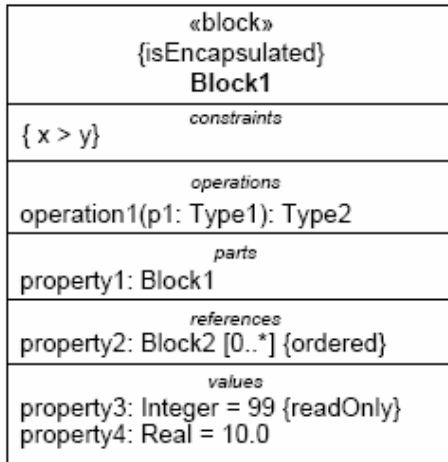 «block»
{isEncapsulated}
Block1
constraints
{ x > y}
operations
operation1(p1: Type1): Type2
parts
property1: Block1
references
property2: Block2 [0..*] {ordered}
values
property3: Integer = 99 {readOnly}
property4: Real = 10.0